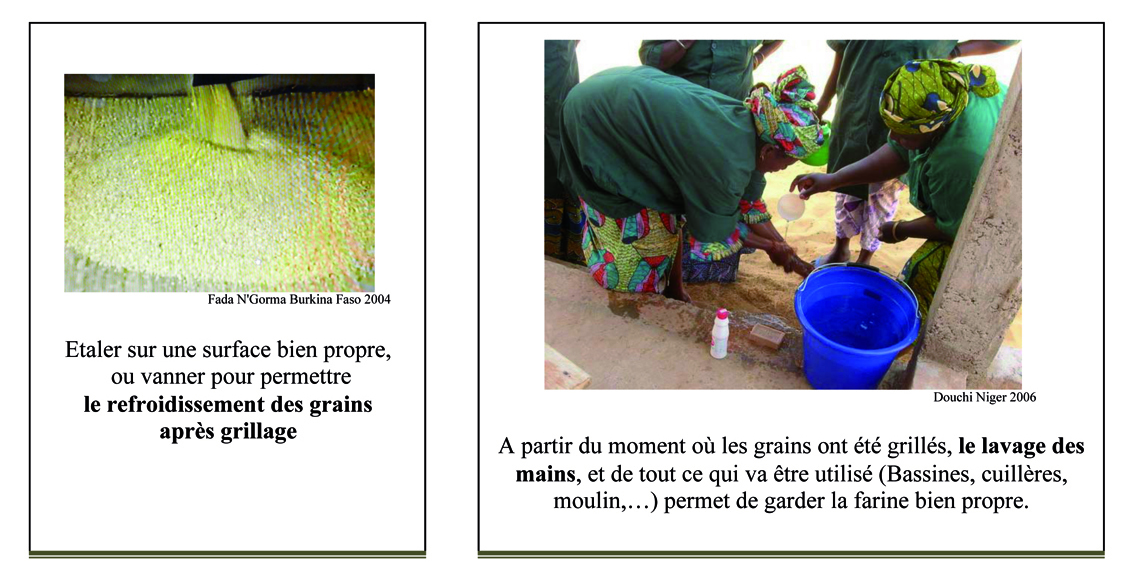 Fada N'Gorma Burkina Faso 2004
Etaler sur une surface bien propre,
ou vanner pour permettre
le refroidissement des grains
après grillage
Douchi Niger 2006
A partir du moment où les grains ont été grillés, le lavage des
mains, et de tout ce qui va être utilisé (Bassines, cuillères,
moulin,…) permet de garder la farine bien propre.